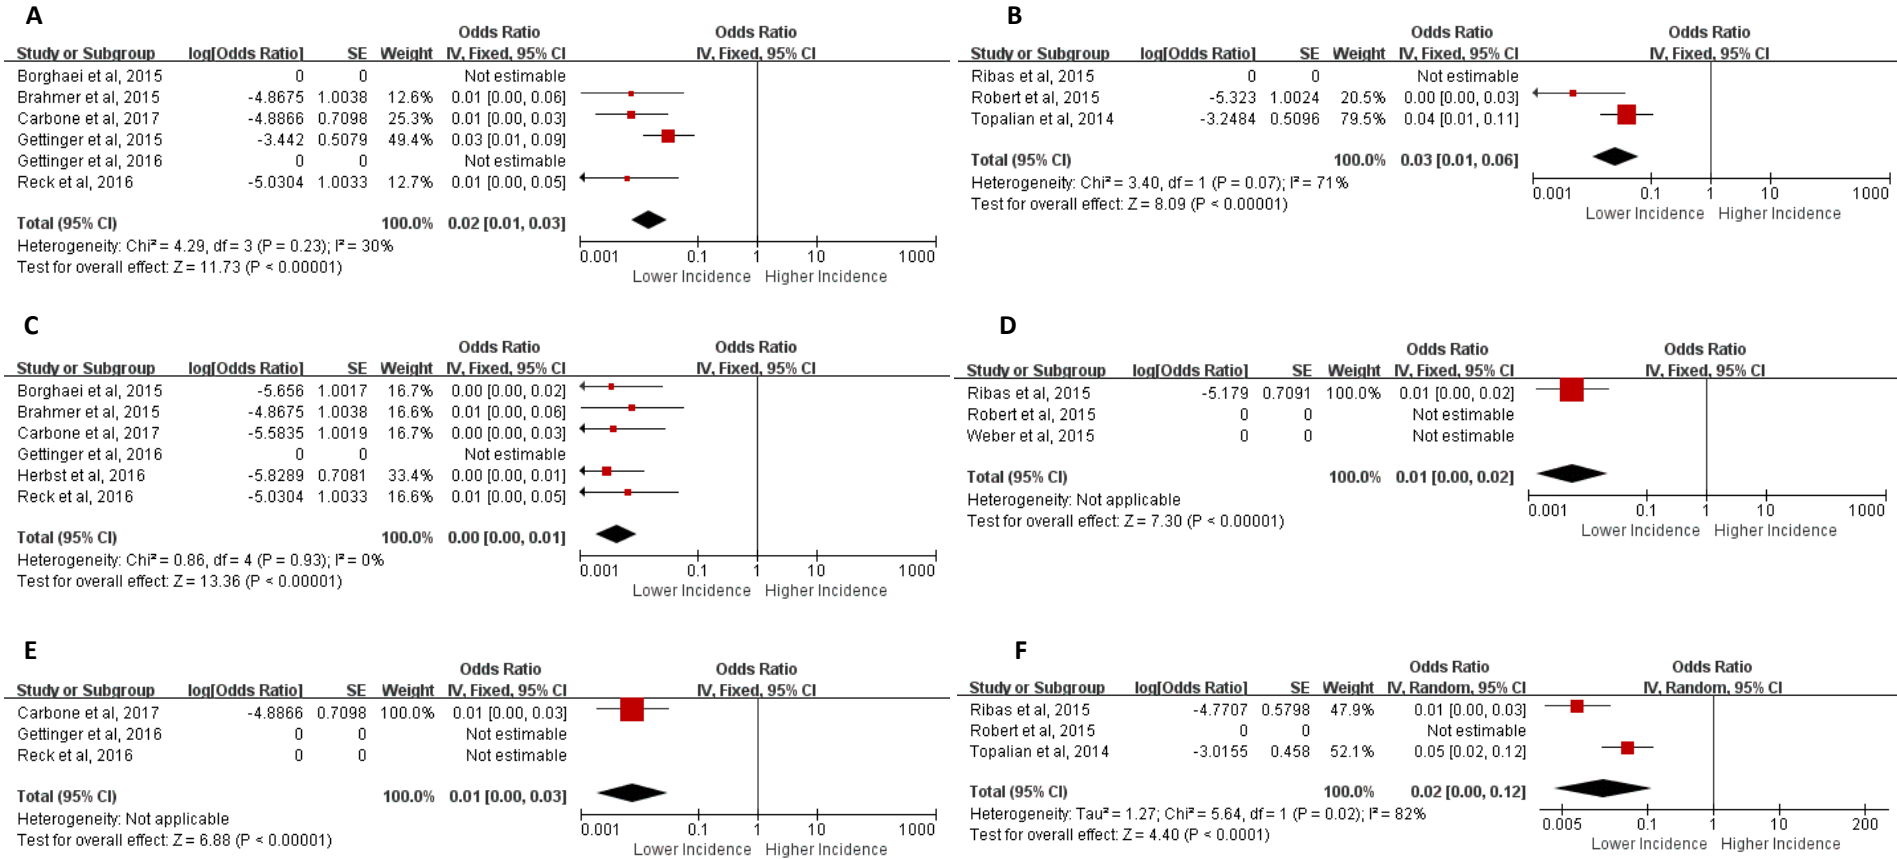 A
Odds Ratio Odds Ratio
Study or Subgroup log[Odds Ratio] SE Weight IV, Fixed, 95% CI IV, Fixed, 95% CI
Borghaei et al, 2015 0 0 Not estimable
Brahmer et al, 2015 -4.8675 1.0038 12.6% 0.01 [0.00, 0.06]
Carbone et al, 2017 -4.8866 0.7098 25.3% 0.01 [0.00, 0.03]
Gettinger et al, 2015 -3.442 0.5079 49.4% 0.03 [0.01, 0.09]
Gettinger et al, 2016 0 0 Not estimable
Reck et al, 2016 -5.0304 1.0033 12.7% 0.01 [0.00, 0.05]
Total (95% CI) 100.0% 0.02 [0.01, 0.03]
Heterogeneity: Chi² = 4.29, df = 3 (P = 0.23); I² = 30%
Test for overall effect: Z = 11.73 (P < 0.00001)
0.001 0.1 1 10 1000
Lower Incidence Higher Incidence
B
Odds Ratio Odds Ratio
Study or Subgroup log[Odds Ratio] SE Weight IV, Fixed, 95% CI IV, Fixed, 95% CI
Ribas et al, 2015 0 0 Not estimable
Robert et al, 2015 -5.323 1.0024 20.5% 0.00 [0.00, 0.03]
Topalian et al, 2014 -3.2484 0.5096 79.5% 0.04 [0.01, 0.11]
Total (95% CI) 100.0% 0.03 [0.01, 0.06]
Heterogeneity: Chi² = 3.40, df = 1 (P = 0.07); I² = 71%
Test for overall effect: Z = 8.09 (P < 0.00001)
0.001 0.1 1 10 1000
Lower Incidence Higher Incidence
C
Odds Ratio Odds Ratio
Study or Subgroup log[Odds Ratio] SE Weight IV, Fixed, 95% CI IV, Fixed, 95% CI
Borghaei et al, 2015 -5.656 1.0017 16.7% 0.00 [0.00, 0.02]
Brahmer et al, 2015 -4.8675 1.0038 16.6% 0.01 [0.00, 0.06]
Carbone et al, 2017 -5.5835 1.0019 16.7% 0.00 [0.00, 0.03]
Gettinger et al, 2016 0 0 Not estimable
Herbst et al, 2016 -5.8289 0.7081 33.4% 0.00 [0.00, 0.01]
Reck et al, 2016 -5.0304 1.0033 16.6% 0.01 [0.00, 0.05]
Total (95% CI) 100.0% 0.00 [0.00, 0.01]
Heterogeneity: Chi² = 0.86, df = 4 (P = 0.93); I² = 0%
Test for overall effect: Z = 13.36 (P < 0.00001)
0.001 0.1 1 10 1000
Lower Incidence Higher Incidence
D
Odds Ratio Odds Ratio
Study or Subgroup log[Odds Ratio] SE Weight IV, Fixed, 95% CI IV, Fixed, 95% CI
Ribas et al, 2015 -5.179 0.7091 100.0% 0.01 [0.00, 0.02]
Robert et al, 2015 0 0 Not estimable
Weber et al, 2015 0 0 Not estimable
Total (95% CI) 100.0% 0.01 [0.00, 0.02]
Heterogeneity: Not applicable
Test for overall effect: Z = 7.30 (P < 0.00001)
0.001 0.1 1 10 1000
Lower Incidence Higher Incidence
E
Odds Ratio Odds Ratio
Study or Subgroup log[Odds Ratio] SE Weight IV, Fixed, 95% CI IV, Fixed, 95% CI
Carbone et al, 2017 -4.8866 0.7098 100.0% 0.01 [0.00, 0.03]
Gettinger et al, 2016 0 0 Not estimable
Reck et al, 2016 0 0 Not estimable
Total (95% CI) 100.0% 0.01 [0.00, 0.03]
Heterogeneity: Not applicable
Test for overall effect: Z = 6.88 (P < 0.00001)
0.001 0.1 1 10 1000
Lower Incidence Higher Incidence
F
Odds Ratio Odds Ratio
Study or Subgroup log[Odds Ratio] SE Weight IV, Random, 95% CI IV, Random, 95% CI
Ribas et al, 2015 -4.7707 0.5798 47.9% 0.01 [0.00, 0.03]
Robert et al, 2015 0 0 Not estimable
Topalian et al, 2014 -3.0155 0.458 52.1% 0.05 [0.02, 0.12]
Total (95% CI) 100.0% 0.02 [0.00, 0.12]
Heterogeneity: Tau² = 1.27; Chi² = 5.64, df = 1 (P = 0.02); I² = 82%
Test for overall effect: Z = 4.40 (P < 0.0001)
0.005 0.1 1 10 200
Lower Incidence Higher Incidence